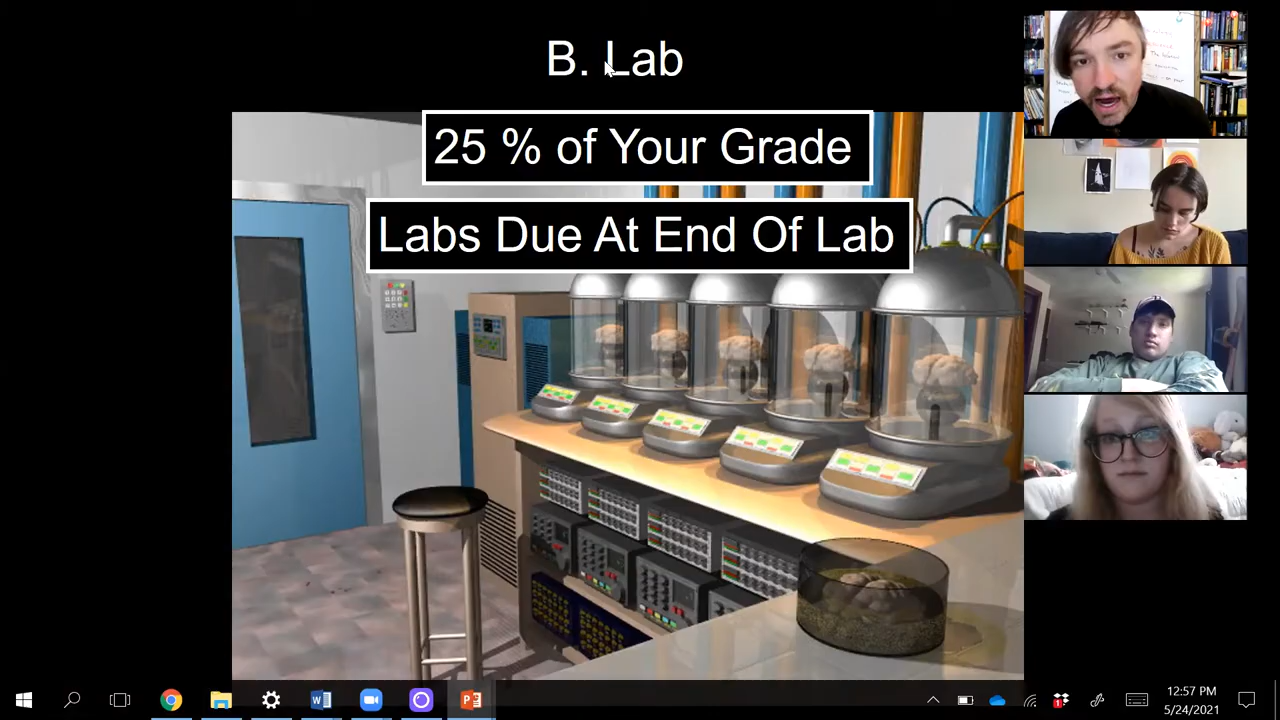 B. Lab
25 % of Your Grade
Labs Due At End Of Lab
12:57 PM
5/24/2021